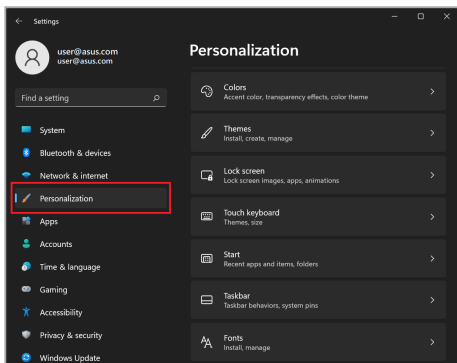 Settings
user@asus.com
user@asus.com
Find a setting
System
Bluetooth & devices
Network & internet
Personalization
Apps
Accounts
Time & language
Gaming
Accessibility
Privacy & security
Windows Update
Personalization
Colors
Accent color, transparency effects, color theme
Themes
Install, create, manage
Lock screen
Lock screen images, apps, animations
Touch keyboard
Themes, size
Start
Recent apps and items, folders
Taskbar
Taskbar behaviors, system pins
Fonts
Install, manage